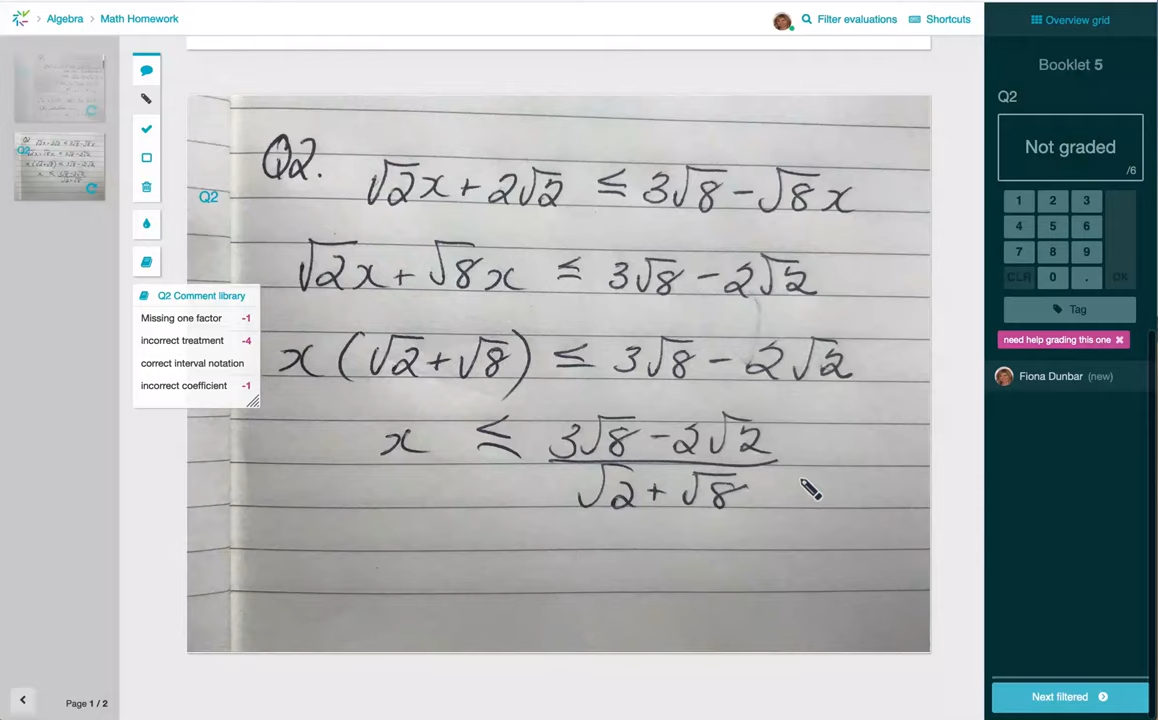 Algebra > Math Homework
Filter evaluations
Shortcuts
Overview grid
Booklet 5
Q2
Not graded
/6
1 2 3
4 5 6
7 8 9
CLR 0 . OK
Tag
need help grading this one ×
Fiona Dunbar (new)
Next filtered
Q2
Q2
Q2 Comment library
Missing one factor -1
incorrect treatment -4
correct interval notation
incorrect coefficient -1
Q2.
√2x + 2√2 ≤ 3√8 - √8x
√2x + √8x ≤ 3√8 - 2√2
x(√2 + √8) ≤ 3√8 - 2√2
x ≤ 3√8 - 2√2
√2 + √8
Page 1 / 2